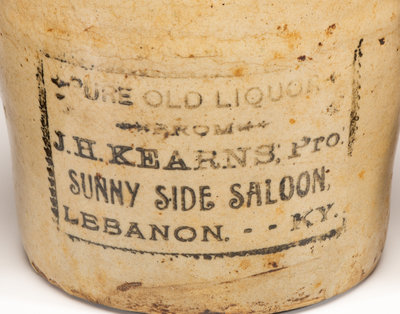 PURE OLD LIQUOR
FROM
J.H. KEARNS, Pro.
SUNNY SIDE SALOON,
LEBANON. - - KY.